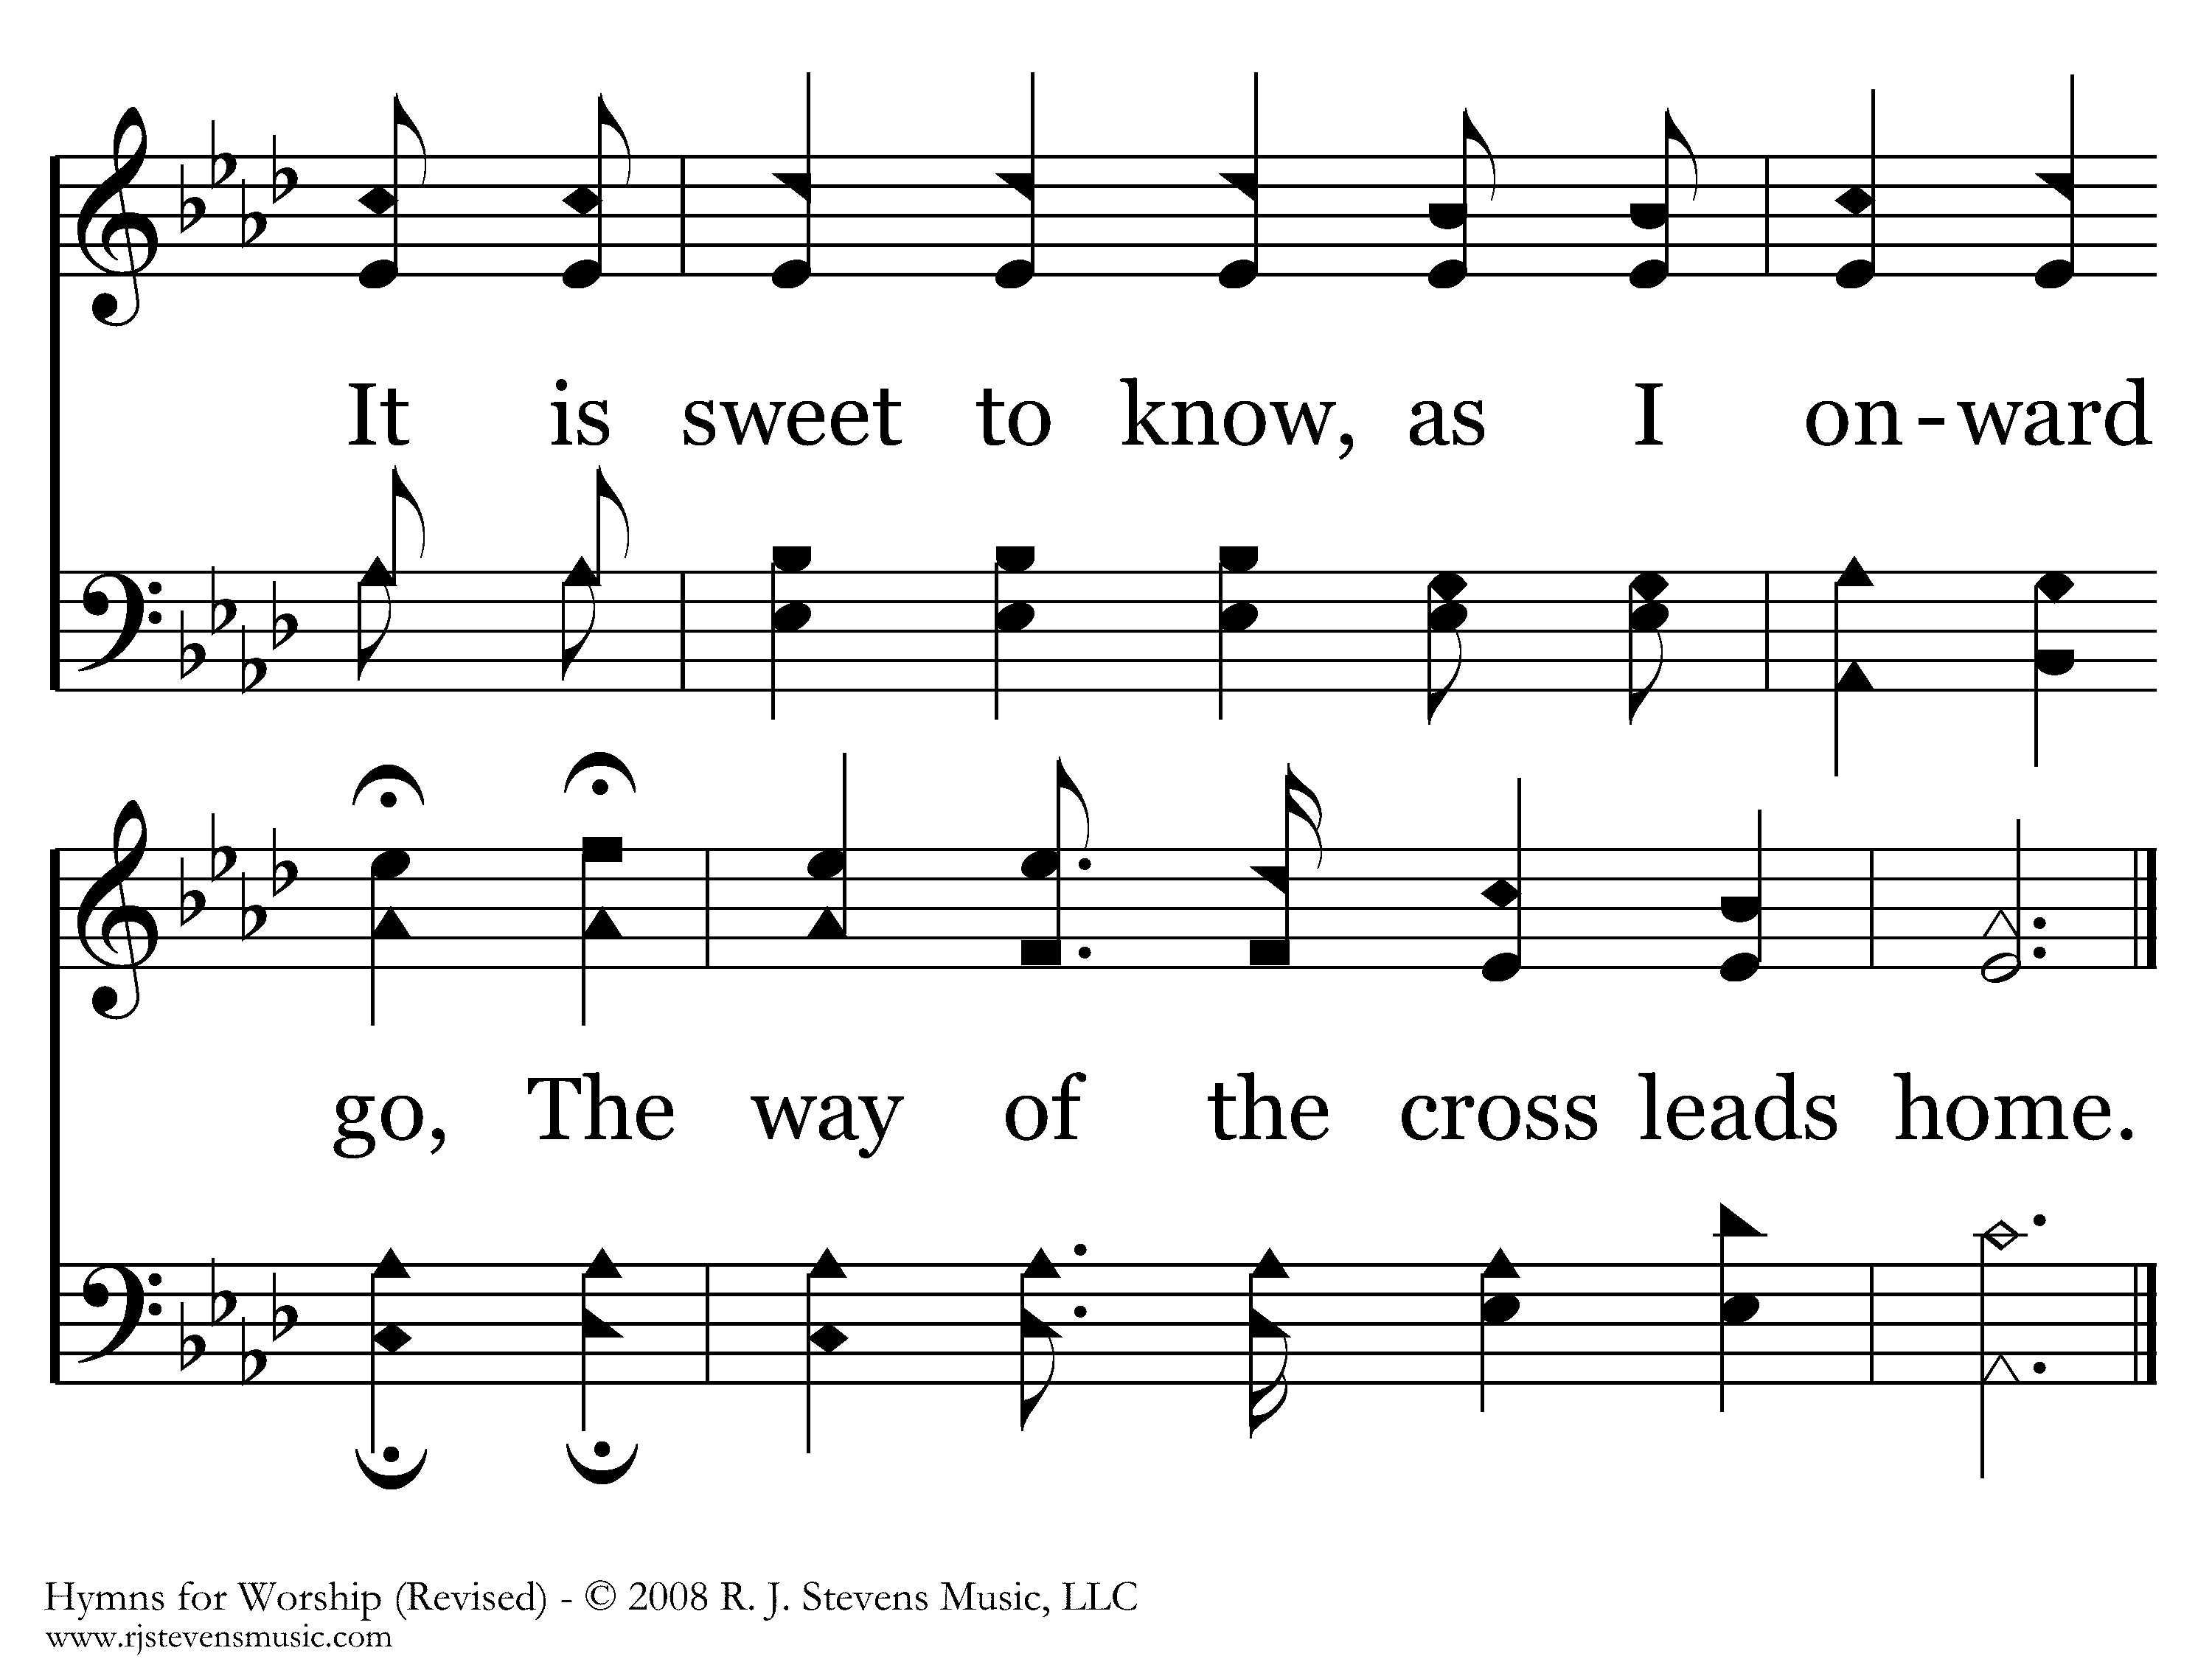 It is sweet to know, as I on-ward
go, The way of the cross leads home.
Hymns for Worship (Revised) - © 2008 R. J. Stevens Music, LLC
www.rjstevensmusic.com